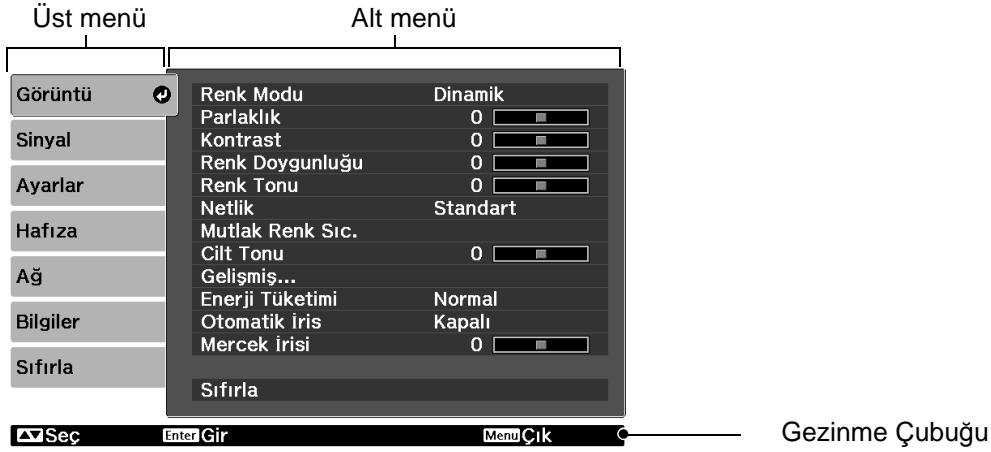 Üst menü Alt menü
Görüntü
Sinyal
Ayarlar
Hafıza
Ağ
Bilgiler
Sıfırla
Renk Modu Dinamik
Parlaklık 0
Kontrast 0
Renk Doygunluğu 0
Renk Tonu 0
Netlik Standart
Mutlak Renk Sıc.
Cilt Tonu 0
Gelişmiş...
Enerji Tüketimi Normal
Otomatik İris Kapalı
Mercek İrisi 0
Sıfırla
Seç Enter Gir Menu Çık
Gezinme Çubuğu